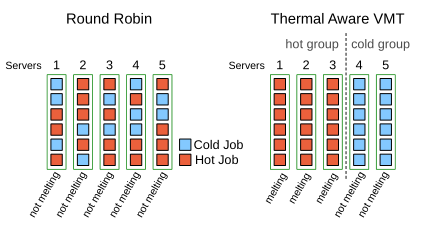 Round Robin
Servers 1 2 3 4 5
not melting
not melting
not melting
not melting
not melting
Cold Job
Hot Job
Thermal Aware VMT
hot group cold group
Servers 1 2 3 4 5
melting
melting
melting
not melting
not melting